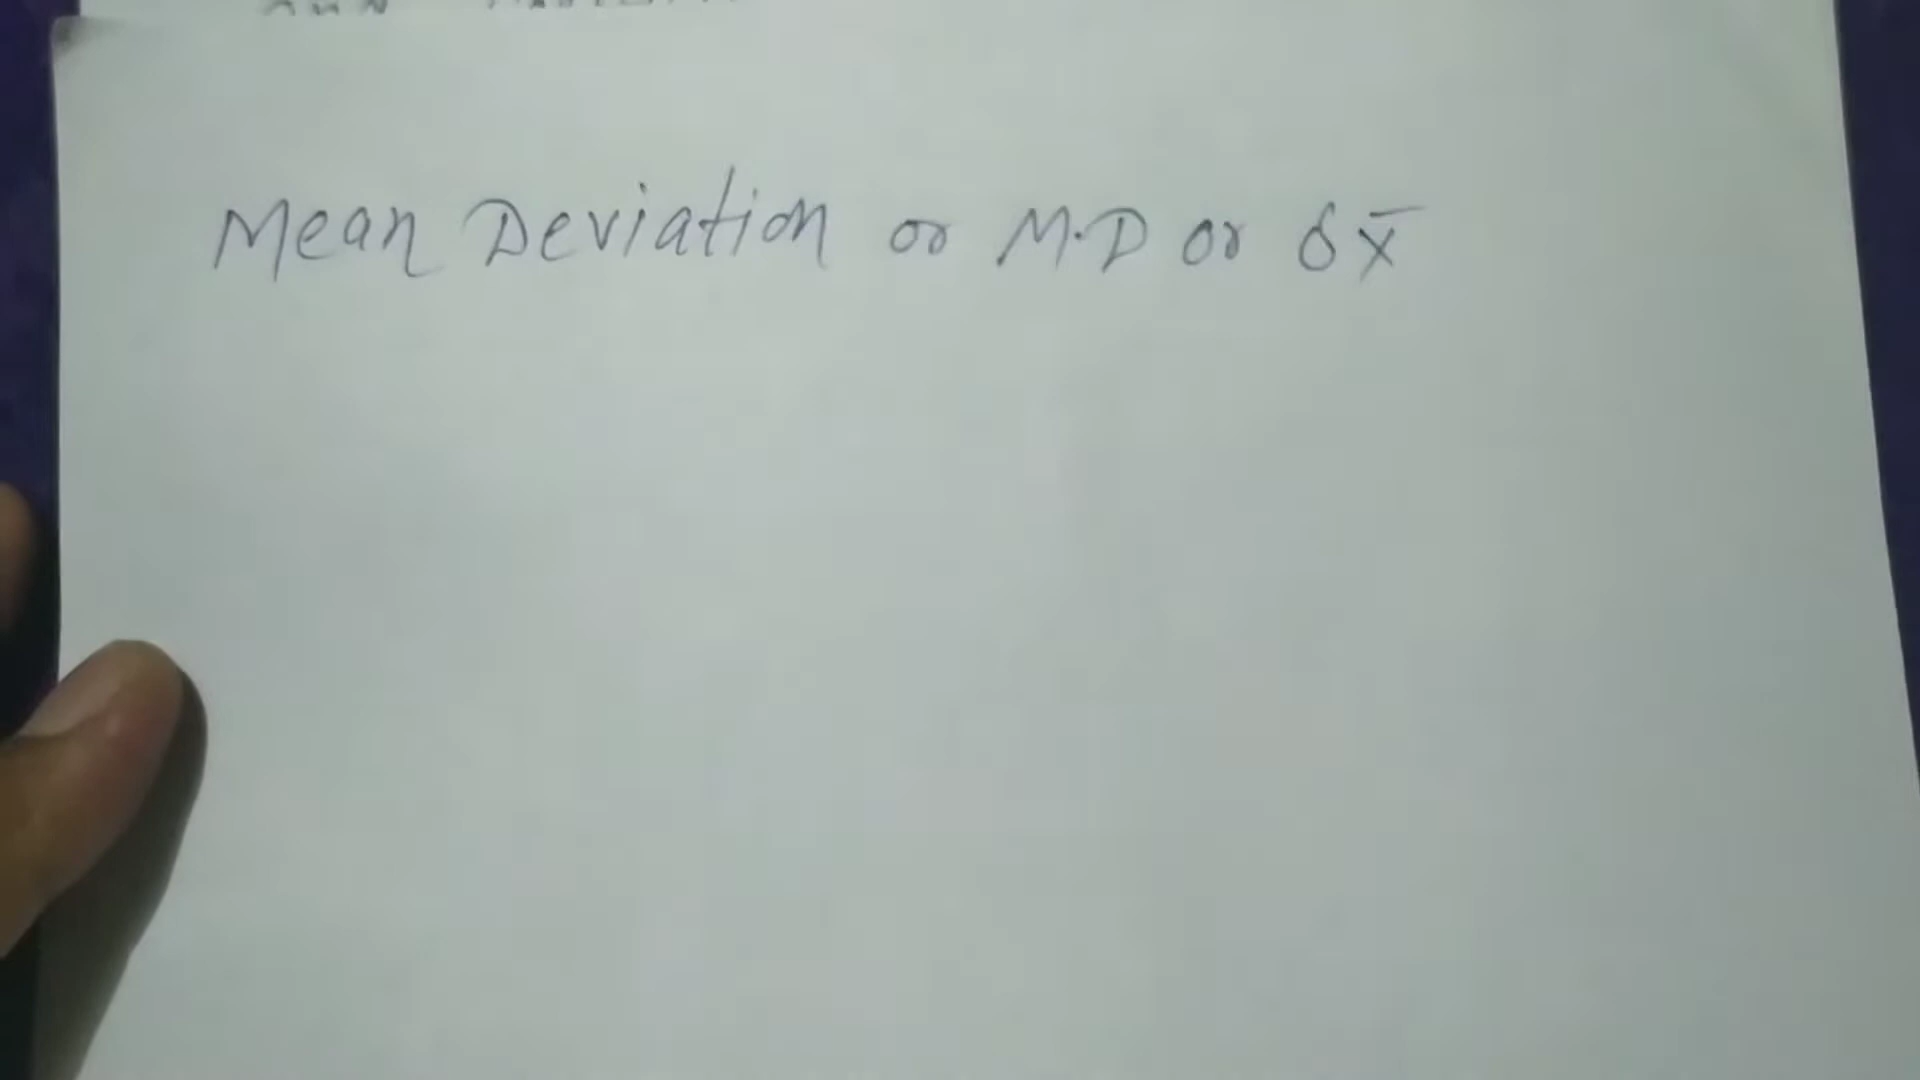 Mean Deviation or M.D or δx̄